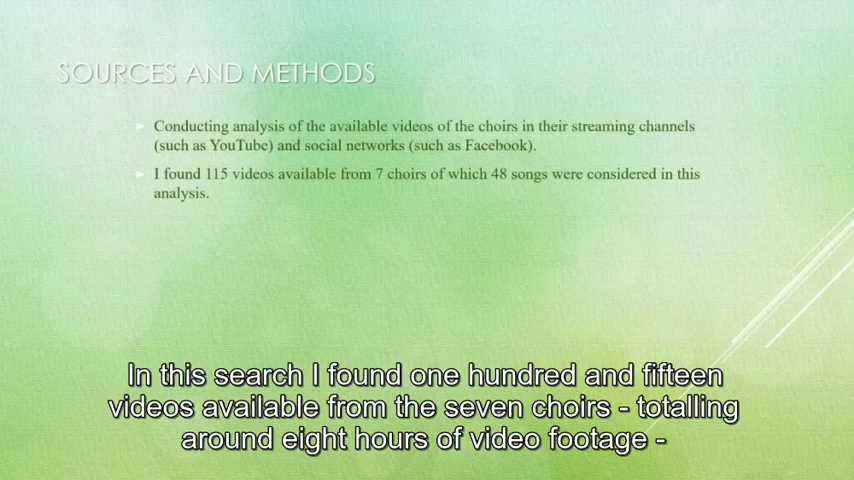 SOURCES AND METHODS
Conducting analysis of the available videos of the choirs in their streaming channels
(such as YouTube) and social networks (such as Facebook).
I found 115 videos available from 7 choirs of which 48 songs were considered in this
analysis.
In this search I found one hundred and fifteen
videos available from the seven choirs - totalling
around eight hours of video footage -